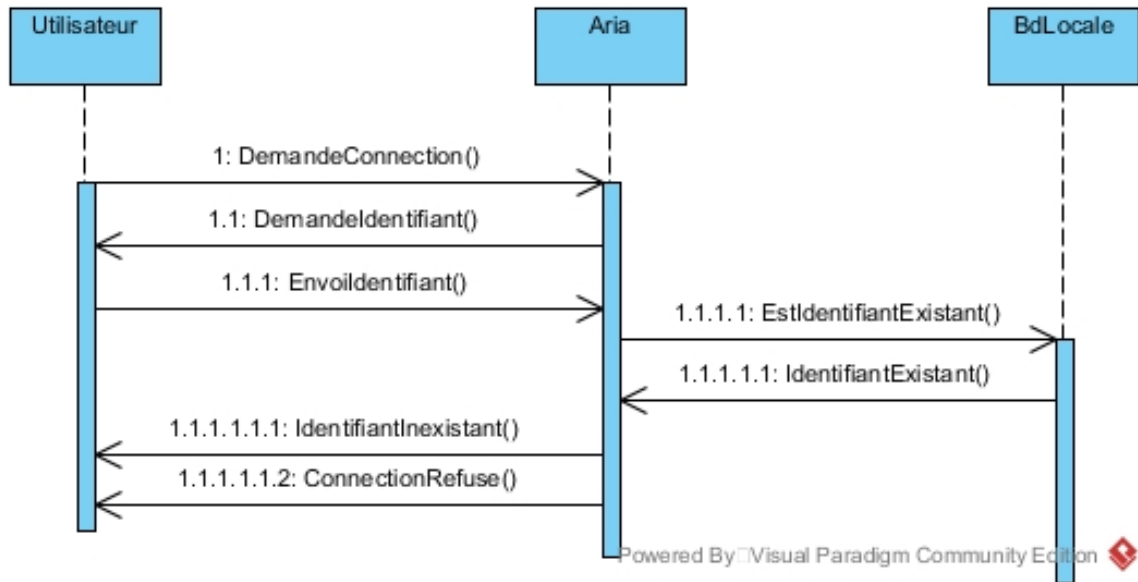 Utilisateur
Aria
BdLocale
1: DemandeConnection()
1.1: DemandeIdentifiant()
1.1.1: EnvoiIdentifiant()
1.1.1.1: EstIdentifiantExistant()
1.1.1.1.1: IdentifiantExistant()
1.1.1.1.1.1: IdentifiantInexistant()
1.1.1.1.1.2: ConnectionRefuse()
Powered By Visual Paradigm Community Edition